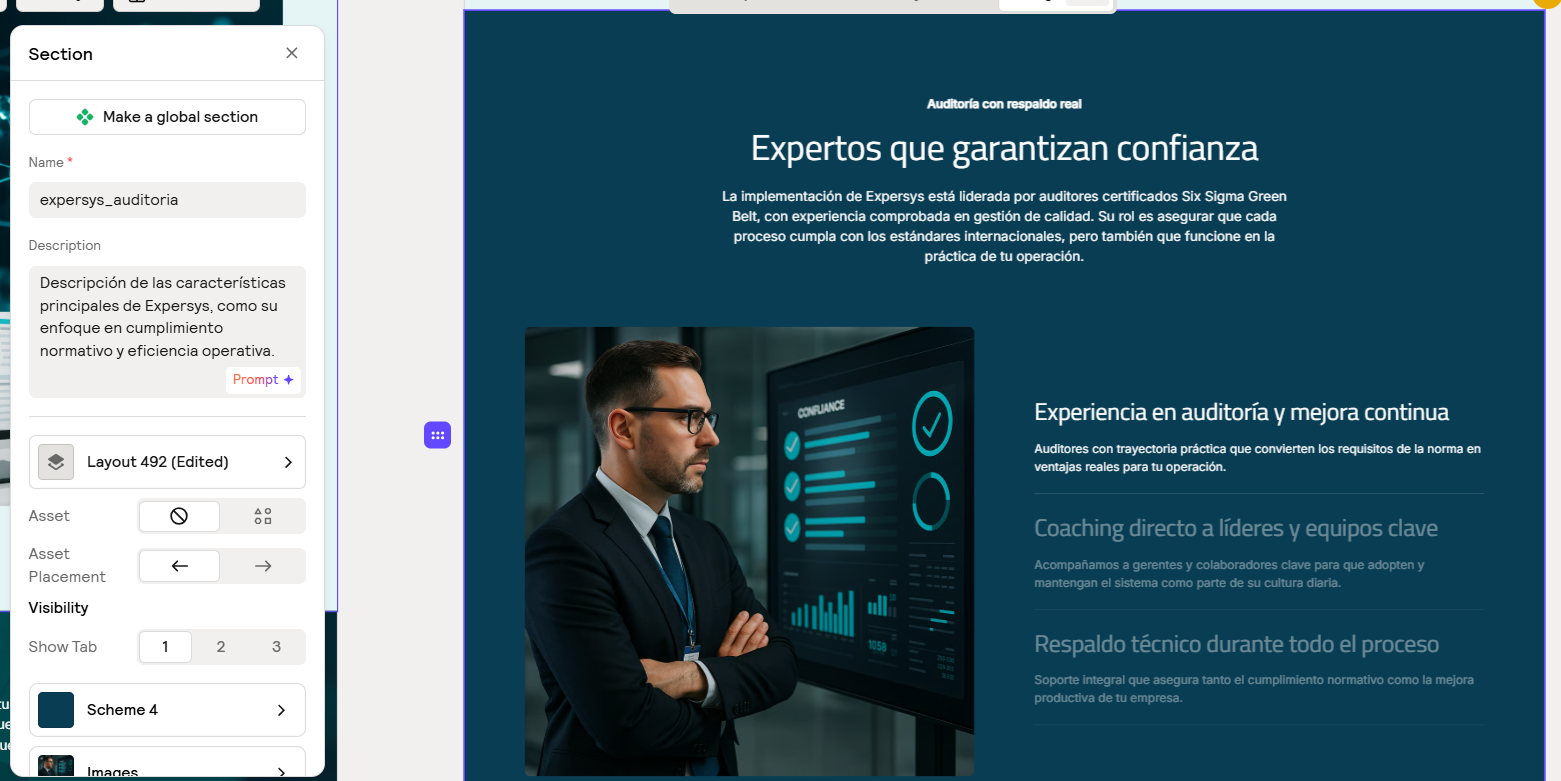 Section
Make a global section
Name *
expersys_auditoria
Description
Descripción de las características
principales de Expersys, como su
enfoque en cumplimiento
normativo y eficiencia operativa.
Prompt
Layout 492 (Edited)
Asset
Asset
Placement
Visibility
Show Tab
1
2
3
Scheme 4
Images
Auditoría con respaldo real
Expertos que garantizan confianza
La implementación de Expersys está liderada por auditores certificados Six Sigma Green
Belt, con experiencia comprobada en gestión de calidad. Su rol es asegurar que cada
proceso cumpla con los estándares internacionales, pero también que funcione en la
práctica de tu operación.
CONFLIANCE
Experiencia en auditoría y mejora continua
Auditores con trayectoria práctica que convierten los requisitos de la norma en
ventajas reales para tu operación.
Coaching directo a líderes y equipos clave
Acompañamos a gerentes y colaboradores clave para que adopten y
mantengan el sistema como parte de su cultura diaria.
Respaldo técnico durante todo el proceso
Soporte integral que asegura tanto el cumplimiento normativo como la mejora
productiva de tu empresa.